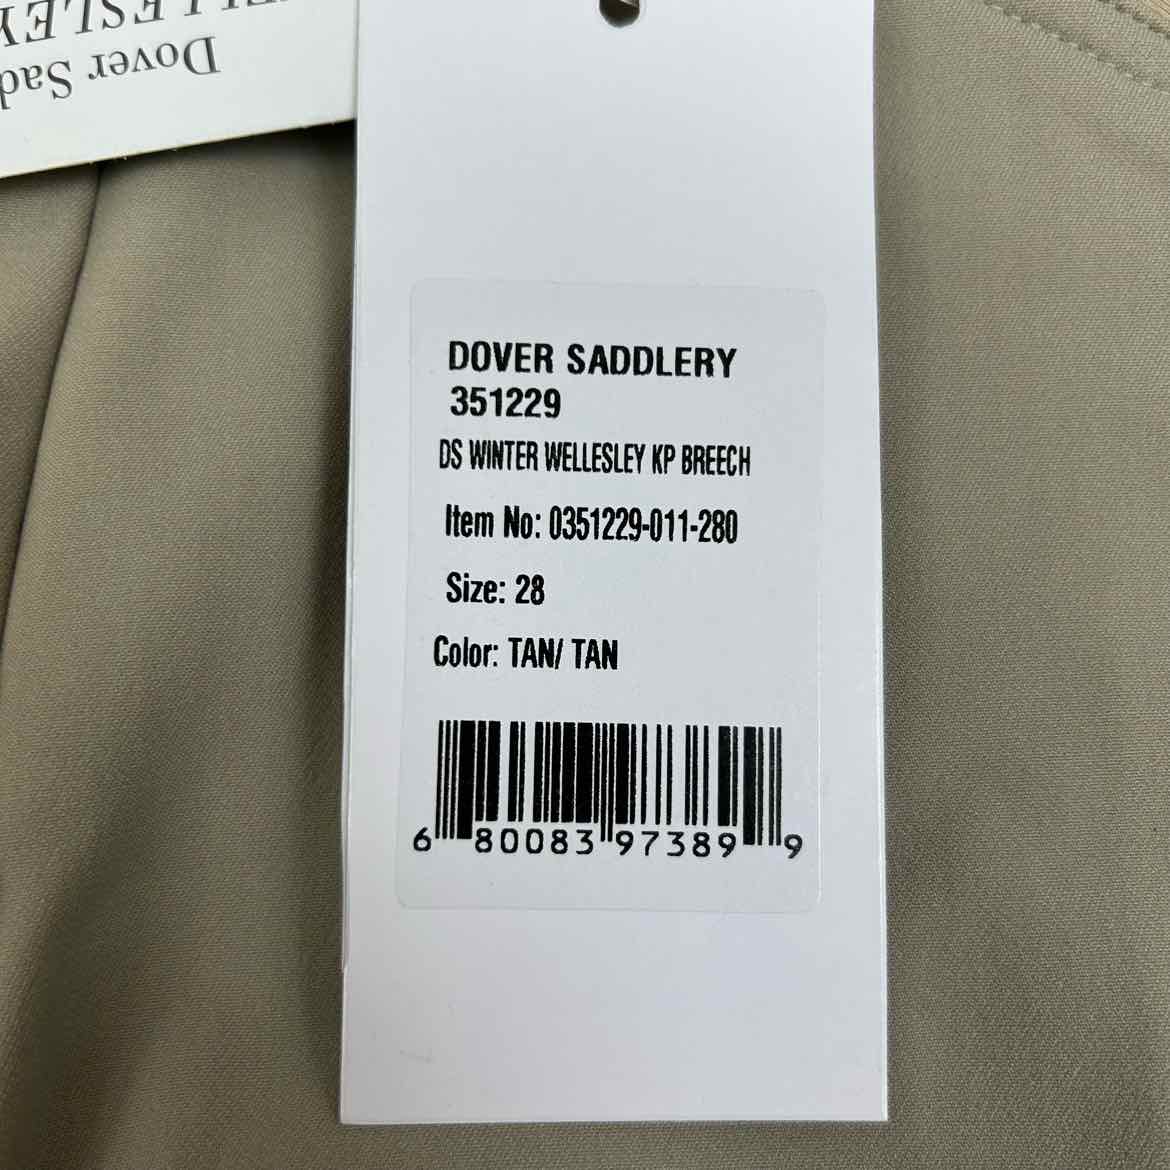 Dover Sad
DOVER SADDLERY
351229
DS WINTER WELLESLEY KP BREECH
Item No: 0351229-011-280
Size: 28
Color: TAN/ TAN
6 80083 97389 9